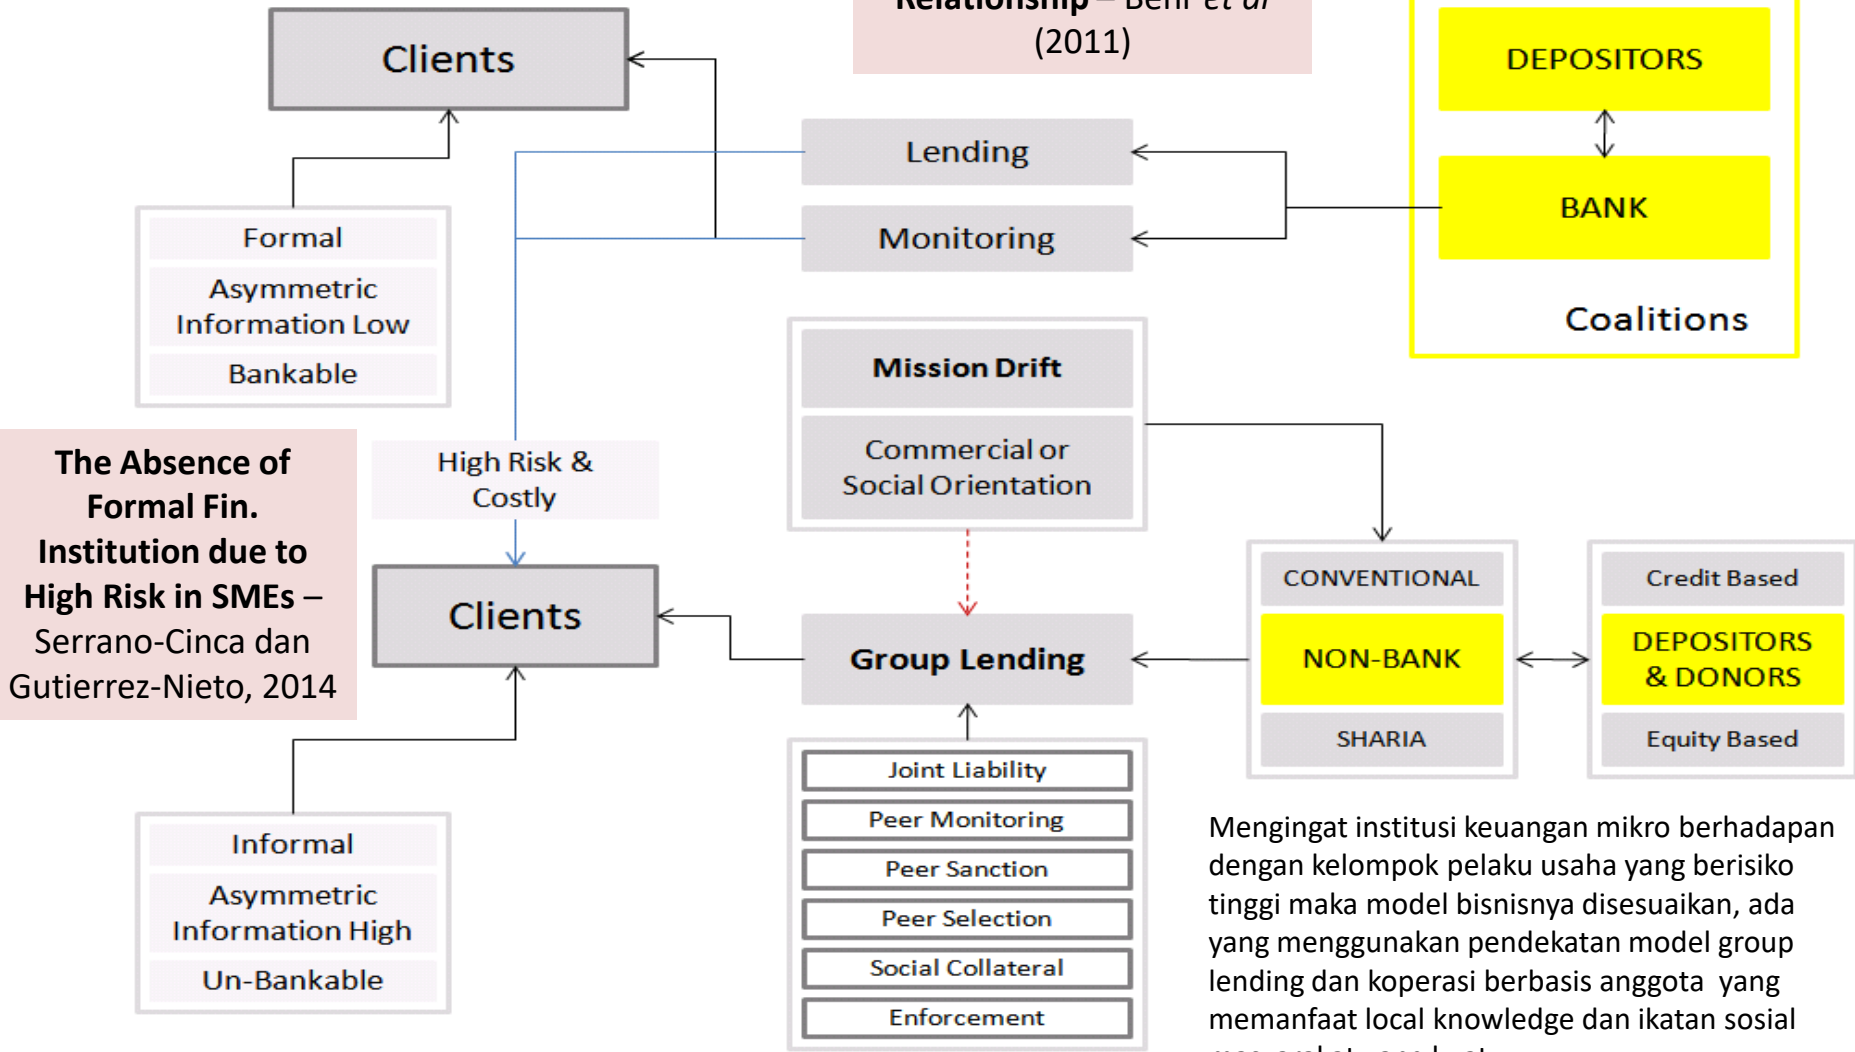 Relationship – Behr et al
(2011)
Clients
DEPOSITORS
Lending
BANK
Monitoring
Coalitions
Formal
Asymmetric
Information Low
Bankable
Mission Drift
Commercial or
Social Orientation
The Absence of
Formal Fin.
Institution due to
High Risk in SMEs –
Serrano-Cinca dan
Gutierrez-Nieto, 2014
High Risk &
Costly
Clients
Group Lending
CONVENTIONAL
NON-BANK
SHARIA
Credit Based
DEPOSITORS
& DONORS
Equity Based
Informal
Asymmetric
Information High
Un-Bankable
Joint Liability
Peer Monitoring
Peer Sanction
Peer Selection
Social Collateral
Enforcement
Mengingat institusi keuangan mikro berhadapan
dengan kelompok pelaku usaha yang berisiko
tinggi maka model bisnisnya disesuaikan, ada
yang menggunakan pendekatan model group
lending dan koperasi berbasis anggota yang
memanfaat local knowledge dan ikatan sosial